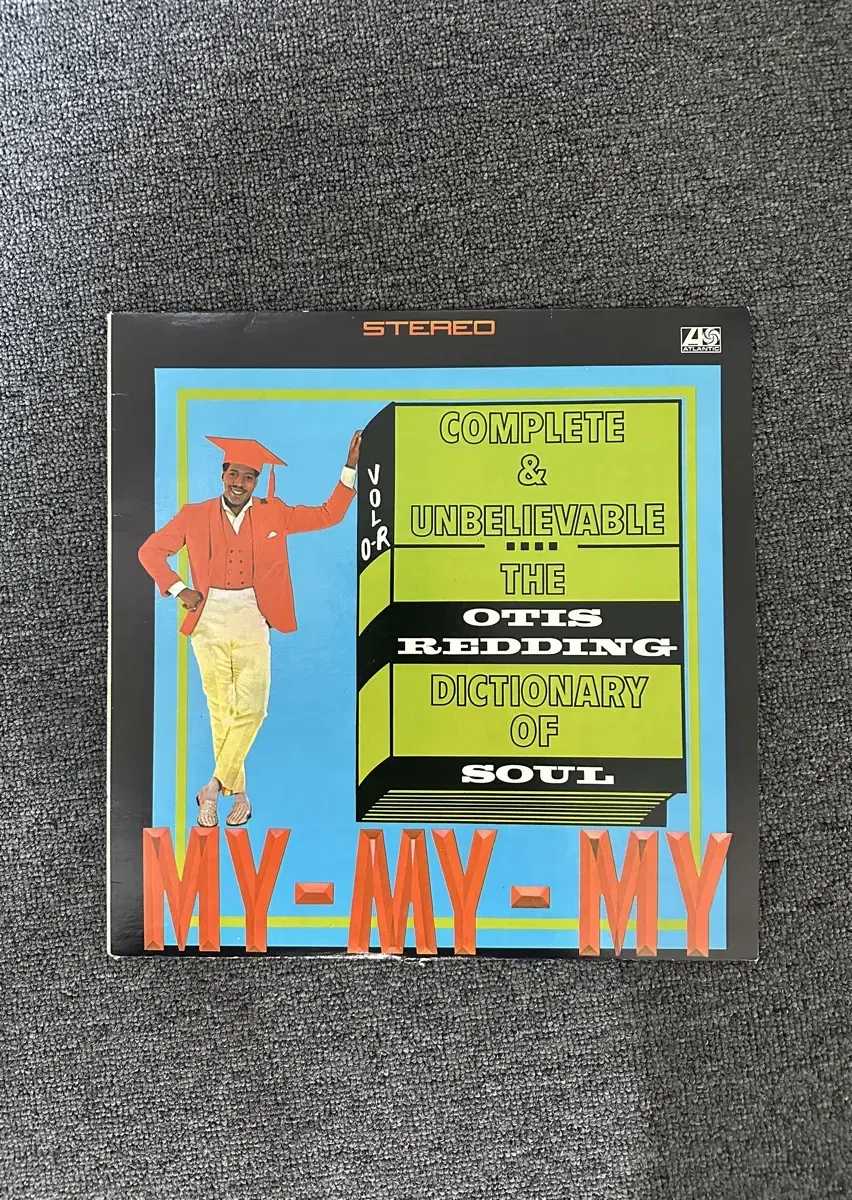 STEREO
ATLANTIC
VOL
O-R
COMPLETE
&
UNBELIEVABLE
THE
OTIS
REDDING
DICTIONARY
OF
SOUL
MY-MY-MY